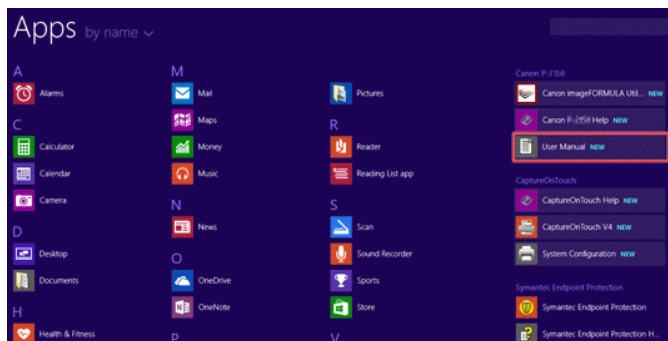 Apps by name
A
Alarms
C
Calculator
Calendar
Camera
D
Desktop
Documents
H
Health & Fitness
M
Mail
Maps
Money
Music
N
News
O
OneDrive
OneNote
P
Pictures
R
Reader
Reading List app
S
Scan
Sound Recorder
Sports
Store
V
Canon
Canon imageFORMULA Util... NEW
Canon Help NEW
User Manual NEW
CaptureOnTouch
CaptureOnTouch Help NEW
CaptureOnTouch V4 NEW
System Configuration NEW
Symantec Endpoint Protection
Symantec Endpoint Protection
Symantec Endpoint Protection H...